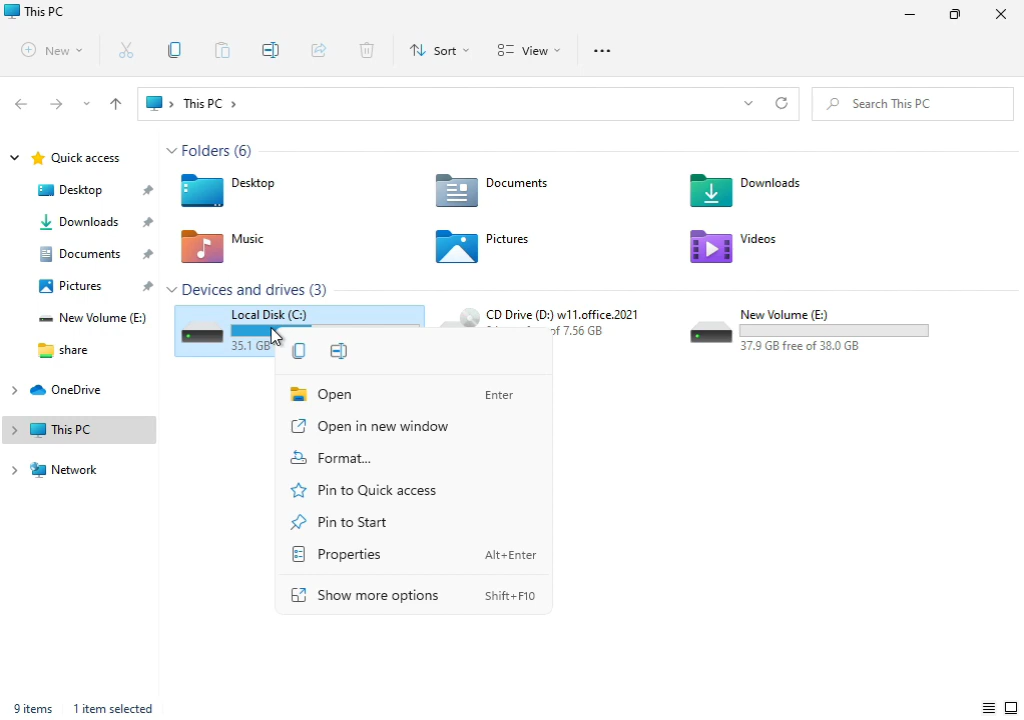 This PC
New
Sort
View
This PC
Search This PC
Quick access
Desktop
Downloads
Documents
Pictures
New Volume (E:)
share
OneDrive
This PC
Network
Folders (6)
Desktop
Documents
Downloads
Music
Pictures
Videos
Devices and drives (3)
Local Disk (C:)
35.1 GB
CD Drive (D:) w11.office.2021
of 7.56 GB
New Volume (E:)
37.9 GB free of 38.0 GB
Open Enter
Open in new window
Format...
Pin to Quick access
Pin to Start
Properties Alt+Enter
Show more options Shift+F10
9 items 1 item selected